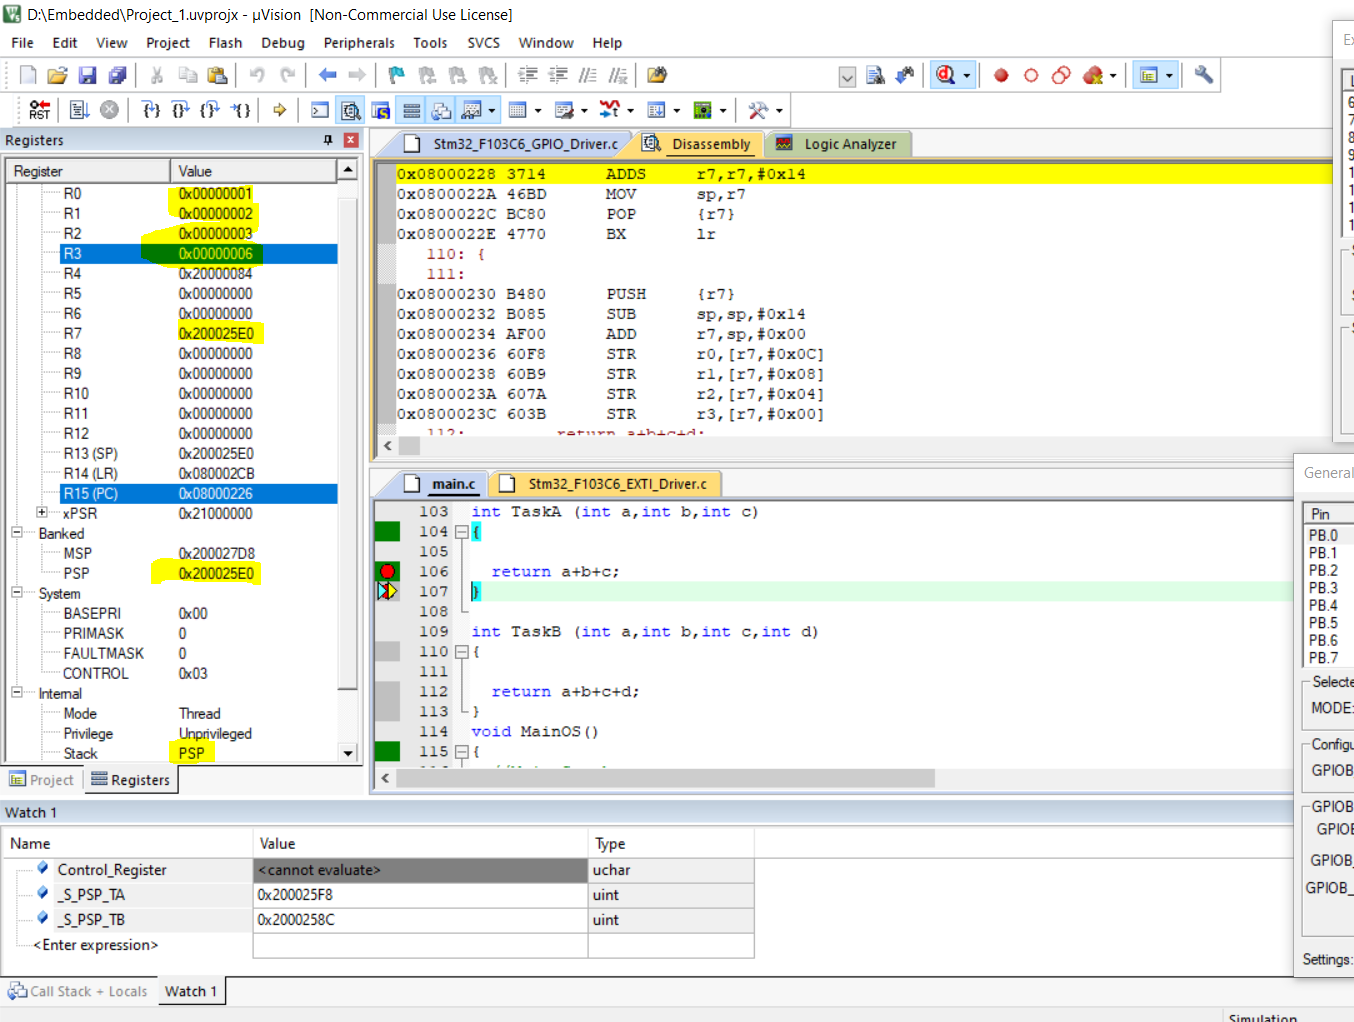 D:\Embedded\Project_1.uvprojx - µVision  [Non-Commercial Use License]
File Edit View Project Flash Debug Peripherals Tools SVCS Window Help
RST
Registers
Register Value
R0 0x00000001
R1 0x00000002
R2 0x00000003
R3 0x00000006
R4 0x20000084
R5 0x00000000
R6 0x00000000
R7 0x200025E0
R8 0x00000000
R9 0x00000000
R10 0x00000000
R11 0x00000000
R12 0x00000000
R13 (SP) 0x200025E0
R14 (LR) 0x080002CB
R15 (PC) 0x08000226
xPSR 0x21000000
Banked
MSP 0x200027D8
PSP 0x200025E0
System
BASEPRI 0x00
PRIMASK 0
FAULTMASK 0
CONTROL 0x03
Internal
Mode Thread
Privilege Unprivileged
Stack PSP
Project Registers
Stm32_F103C6_GPIO_Driver.c Disassembly Logic Analyzer
0x08000228 3714 ADDS r7,r7,#0x14
0x0800022A 46BD MOV sp,r7
0x0800022C BC80 POP {r7}
0x0800022E 4770 BX lr
110: {
111:
0x08000230 B480 PUSH {r7}
0x08000232 B085 SUB sp,sp,#0x14
0x08000234 AF00 ADD r7,sp,#0x00
0x08000236 60F8 STR r0,[r7,#0x0C]
0x08000238 60B9 STR r1,[r7,#0x08]
0x0800023A 607A STR r2,[r7,#0x04]
0x0800023C 603B STR r3,[r7,#0x00]
112: return a+b+c+d;
main.c Stm32_F103C6_EXTI_Driver.c
103 int TaskA (int a,int b,int c)
104 {
105
106 return a+b+c;
107 }
108
109 int TaskB (int a,int b,int c,int d)
110 {
111
112 return a+b+c+d;
113 }
114 void MainOS()
115 {
Watch 1
Name Value Type
Control_Register <cannot evaluate> uchar
_S_PSP_TA 0x200025F8 uint
_S_PSP_TB 0x2000258C uint
<Enter expression>
Call Stack + Locals Watch 1
General
Pin
PB.0
PB.1
PB.2
PB.3
PB.4
PB.5
PB.6
PB.7
MODE:
GPIOB
GPIOB
GPIOB_
GPIOB_
Settings:
Simulation